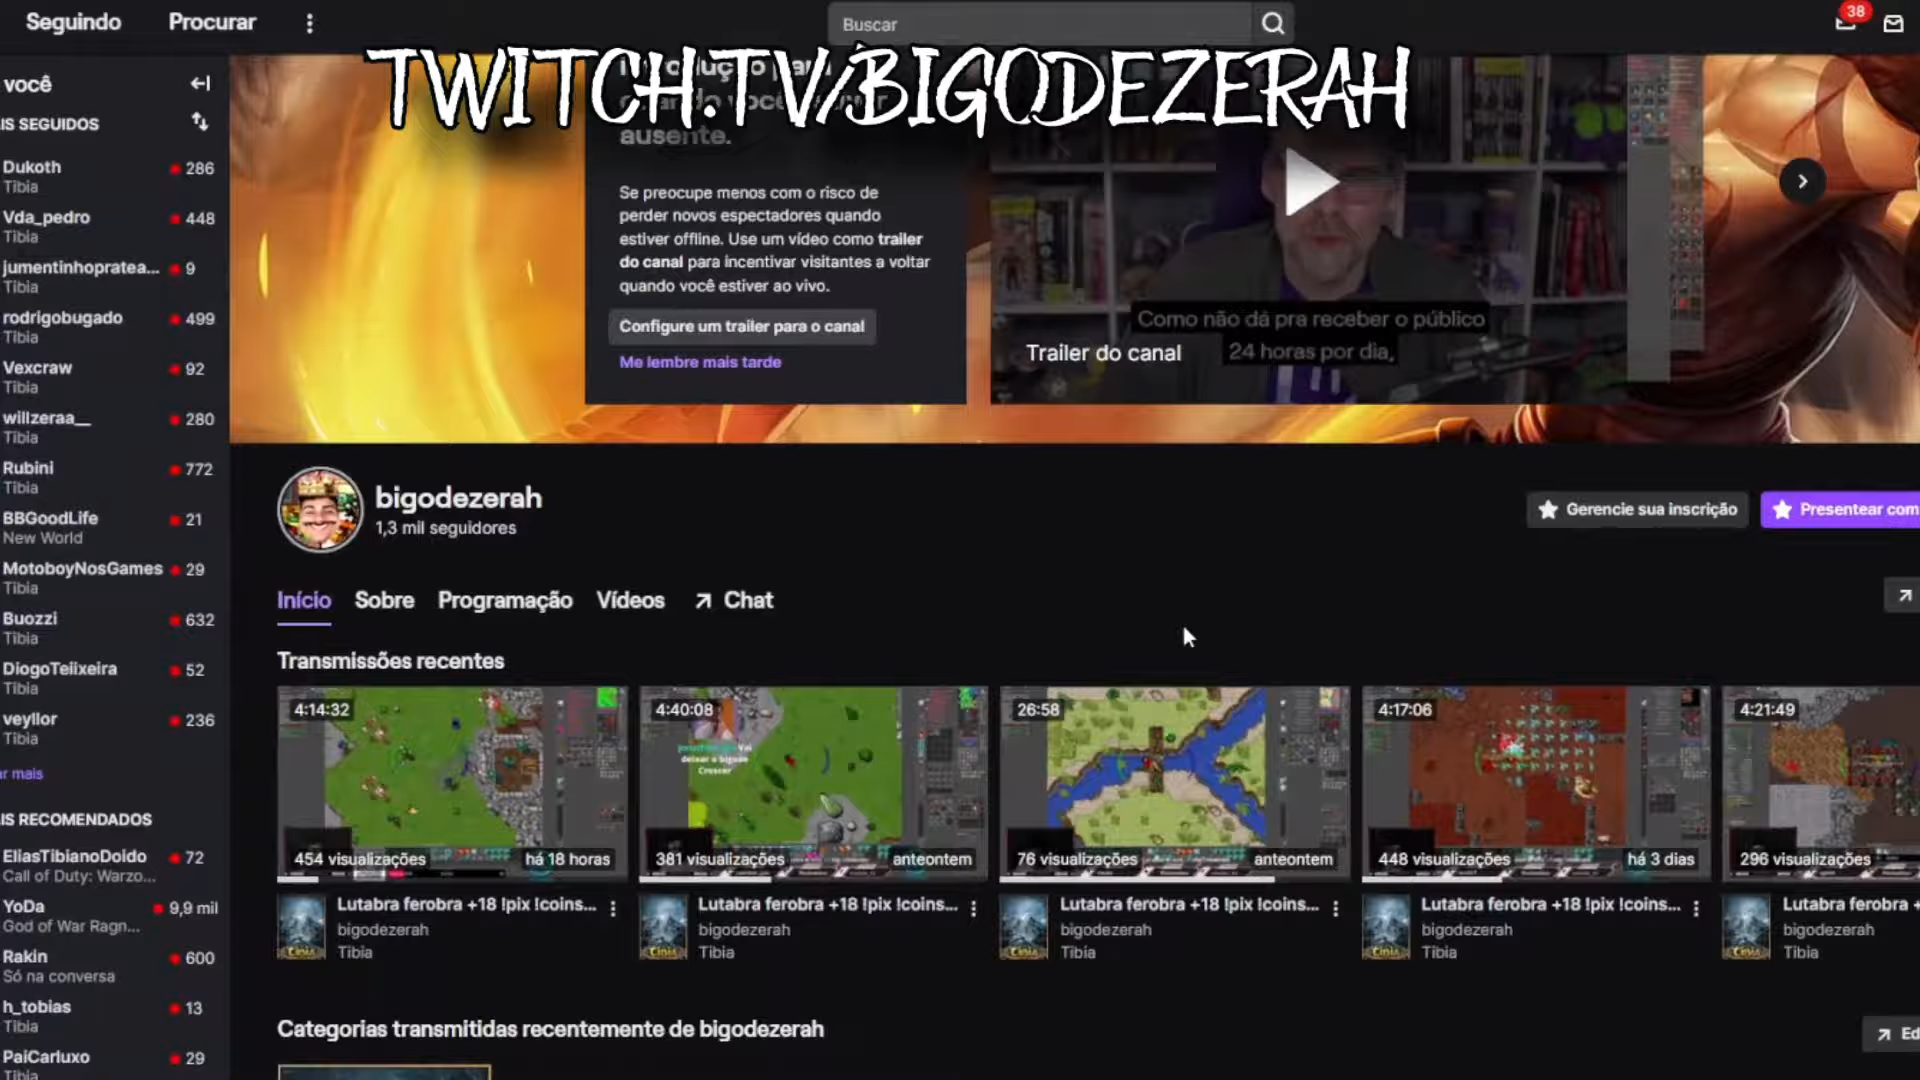 Seguindo
Procurar
Buscar
38
TWITCH.TV/BIGODEZERAH
você
IS SEGUIDOS
Dukoth
286
Tibia
Vda_pedro
448
Tibia
jumentinhopratea...
9
Tibia
rodrigobugado
499
Tibia
Vexcraw
92
Tibia
willzeraa__
280
Tibia
Rubini
772
Tibia
BBGoodLife
21
New World
MotoboyNosGames
29
Tibia
Buozzi
632
Tibia
DiogoTeiixeira
52
Tibia
veyllor
236
Tibia
ar mais
IS RECOMENDADOS
EliasTibianoDoido
72
Call of Duty: Warzo...
YoDa
9,9 mil
God of War Ragn...
Rakin
600
Só na conversa
h_tobias
13
Tibia
PaiCarluxo
29
Tibia
ausente.
Se preocupe menos com o risco de
perder novos espectadores quando
estiver offline. Use um vídeo como trailer
do canal para incentivar visitantes a voltar
quando você estiver ao vivo.
Configure um trailer para o canal
Me lembre mais tarde
Como não dá pra receber o público
24 horas por dia,
Trailer do canal
bigodezerah
1,3 mil seguidores
Gerencie sua inscrição
Presentear com
Início
Sobre
Programação
Vídeos
Chat
Transmissões recentes
4:14:32
454 visualizações
há 18 horas
Lutabra ferobra +18 !pix !coins...
bigodezerah
Tibia
4:40:08
381 visualizações
anteontem
Lutabra ferobra +18 !pix !coins...
bigodezerah
Tibia
26:58
76 visualizações
anteontem
Lutabra ferobra +18 !pix !coins...
bigodezerah
Tibia
4:17:06
448 visualizações
há 3 dias
Lutabra ferobra +18 !pix !coins...
bigodezerah
Tibia
4:21:49
296 visualizações
Lutabra ferobra +
bigodezerah
Tibia
Categorias transmitidas recentemente de bigodezerah
Ed